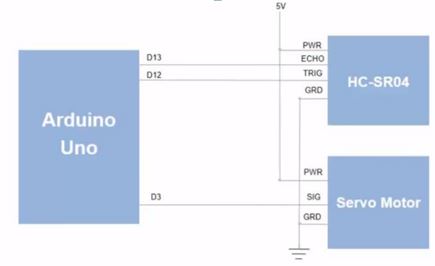 5V
D13
PWR
ECHO
D12
TRIG
GRD
HC-SR04
Arduino
Uno
PWR
D3
SIG
GRD
Servo Motor